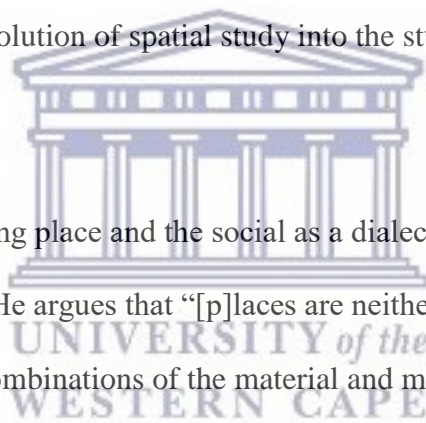 olution of spatial study into the stu
ng place and the social as a dialec
He argues that “[p]laces are neithe
UNIVERSITY of the
ombinations of the material and m
WESTERN CAPE